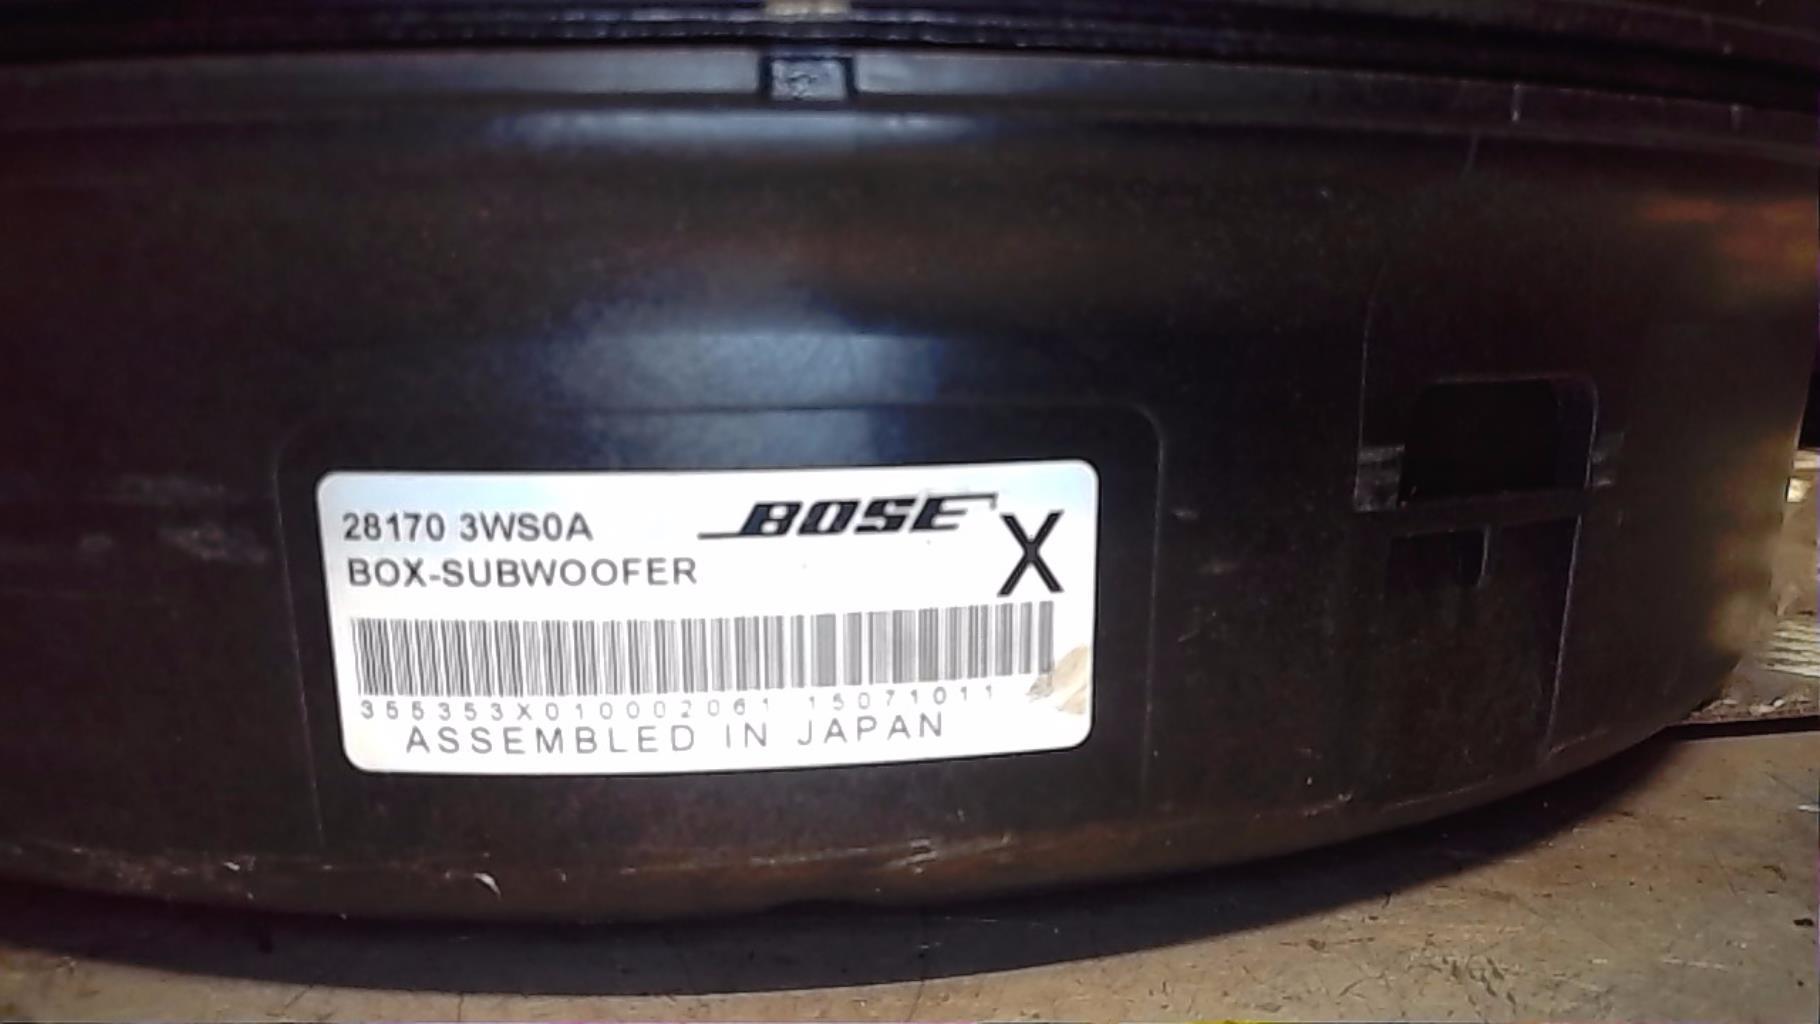 28170 3WS0A
BOSE
BOX-SUBWOOFER
X
355353X010002061 15071011
ASSEMBLED IN JAPAN